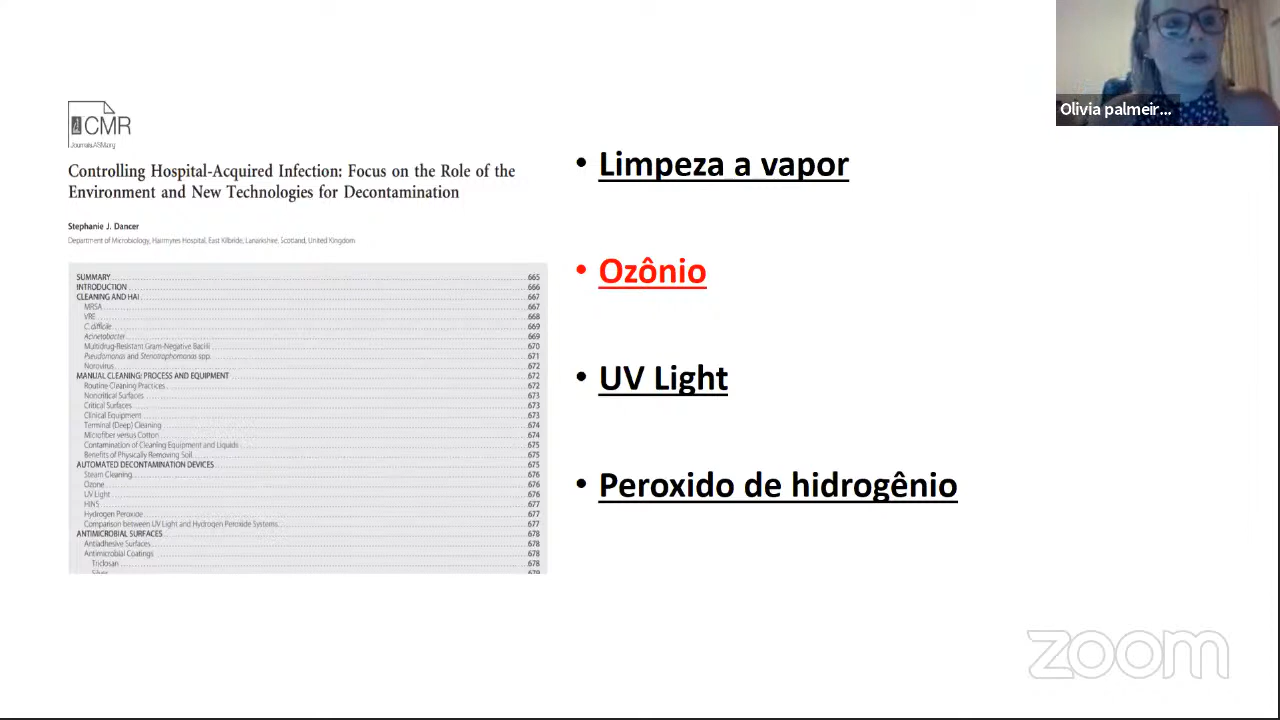 Olivia palmeir...
CMR
Journals.ASM.org
Controlling Hospital-Acquired Infection: Focus on the Role of the
Environment and New Technologies for Decontamination
Stephanie J. Dancer
Department of Microbiology, Hairmyres Hospital, East Kilbride, Lanarkshire, Scotland, United Kingdom
SUMMARY 665
INTRODUCTION 666
CLEANING AND HAI 667
MRSA 667
VRE 668
C. difficile 669
Acinetobacter 669
Multidrug-Resistant Gram-Negative Bacilli 670
Pseudomonas and Stenotrophomonas spp. 671
Norovirus 672
MANUAL CLEANING: PROCESS AND EQUIPMENT 672
Routine Cleaning Practices 672
Noncritical Surfaces 673
Critical Surfaces 673
Clinical Equipment 673
Terminal (Deep) Cleaning 674
Microfiber versus Cotton 674
Contamination of Cleaning Equipment and Liquids 675
Benefits of Physically Removing Soil 675
AUTOMATED DECONTAMINATION DEVICES 675
Steam Cleaning 676
Ozone 676
UV Light 676
HINS 677
Hydrogen Peroxide 677
Comparison between UV Light and Hydrogen Peroxide Systems 677
ANTIMICROBIAL SURFACES 678
Antiadhesive Surfaces 678
Antimicrobial Coatings 678
Triclosan 678
Silver 679
• Limpeza a vapor
• Ozônio
• UV Light
• Peroxido de hidrogênio
zoom